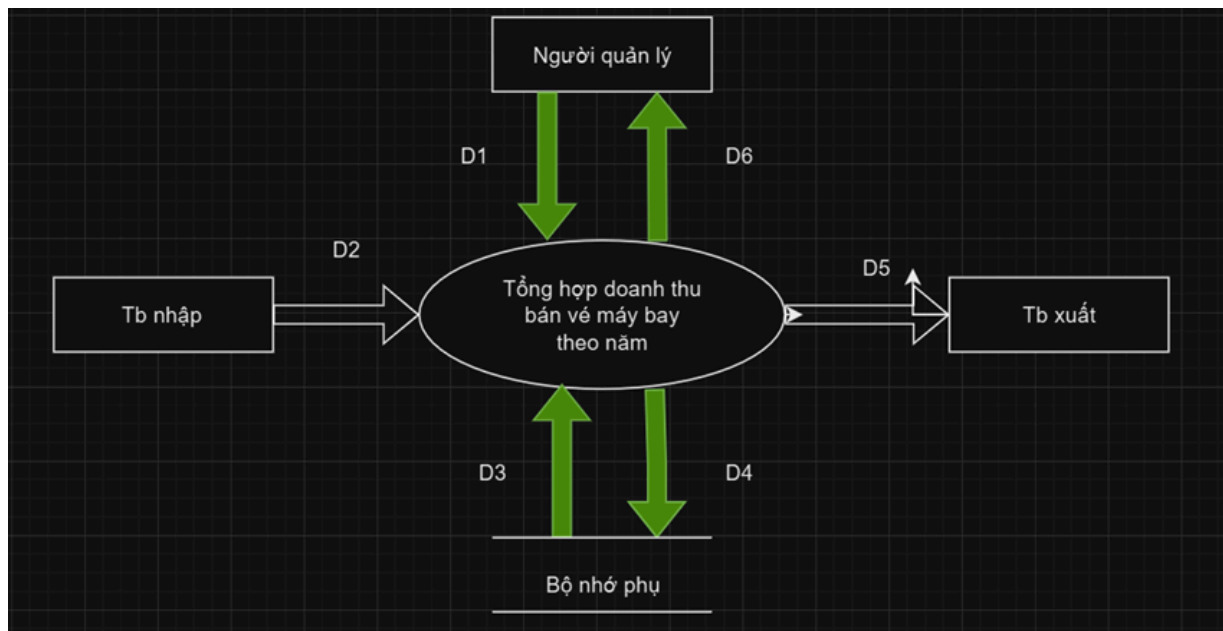 Người quản lý
D1
D6
D2
D5
Tb nhập
Tổng hợp doanh thu
bán vé máy bay
theo năm
Tb xuất
D3
D4
Bộ nhớ phụ